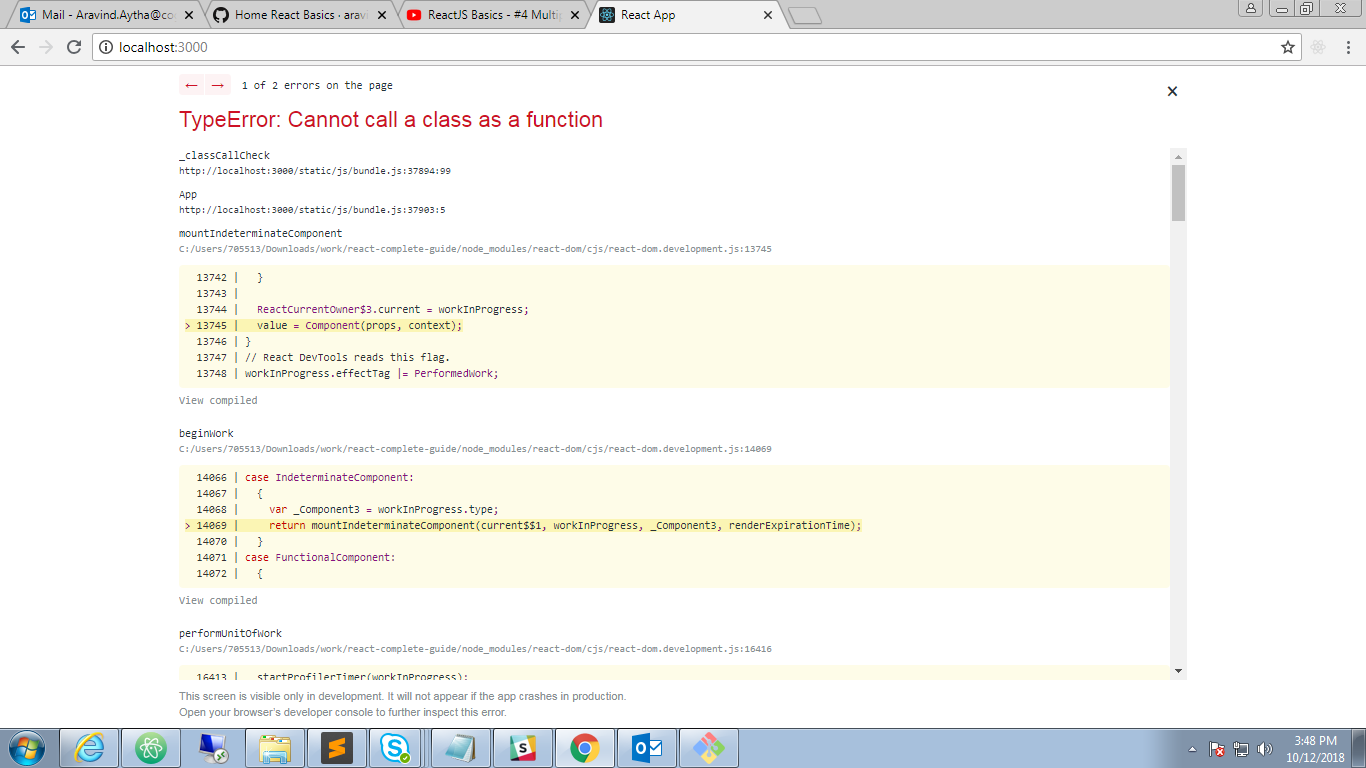 Mail - Aravind.Aytha@co
Home React Basics · aravi
ReactJS Basics - #4 Multip
React App
localhost:3000
← → 1 of 2 errors on the page
TypeError: Cannot call a class as a function
_classCallCheck
http://localhost:3000/static/js/bundle.js:37894:99
App
http://localhost:3000/static/js/bundle.js:37903:5
mountIndeterminateComponent
C:/Users/705513/Downloads/work/react-complete-guide/node_modules/react-dom/cjs/react-dom.development.js:13745
13742 | }
13743 |
13744 | ReactCurrentOwner$3.current = workInProgress;
> 13745 | value = Component(props, context);
13746 | }
13747 | // React DevTools reads this flag.
13748 | workInProgress.effectTag |= PerformedWork;
View compiled
beginWork
C:/Users/705513/Downloads/work/react-complete-guide/node_modules/react-dom/cjs/react-dom.development.js:14069
14066 | case IndeterminateComponent:
14067 | {
14068 | var _Component3 = workInProgress.type;
> 14069 | return mountIndeterminateComponent(current$$1, workInProgress, _Component3, renderExpirationTime);
14070 | }
14071 | case FunctionalComponent:
14072 | {
View compiled
performUnitOfWork
C:/Users/705513/Downloads/work/react-complete-guide/node_modules/react-dom/cjs/react-dom.development.js:16416
16413 | startProfilerTimer(workInProgress);
This screen is visible only in development. It will not appear if the app crashes in production.
Open your browser's developer console to further inspect this error.
3:48 PM
10/12/2018